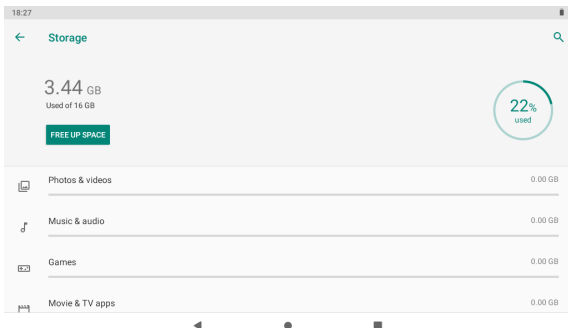 18:27
Storage
3.44 GB
Used of 16 GB
22%
used
FREE UP SPACE
Photos & videos 0.00 GB
Music & audio 0.00 GB
Games 0.00 GB
Movie & TV apps 0.00 GB